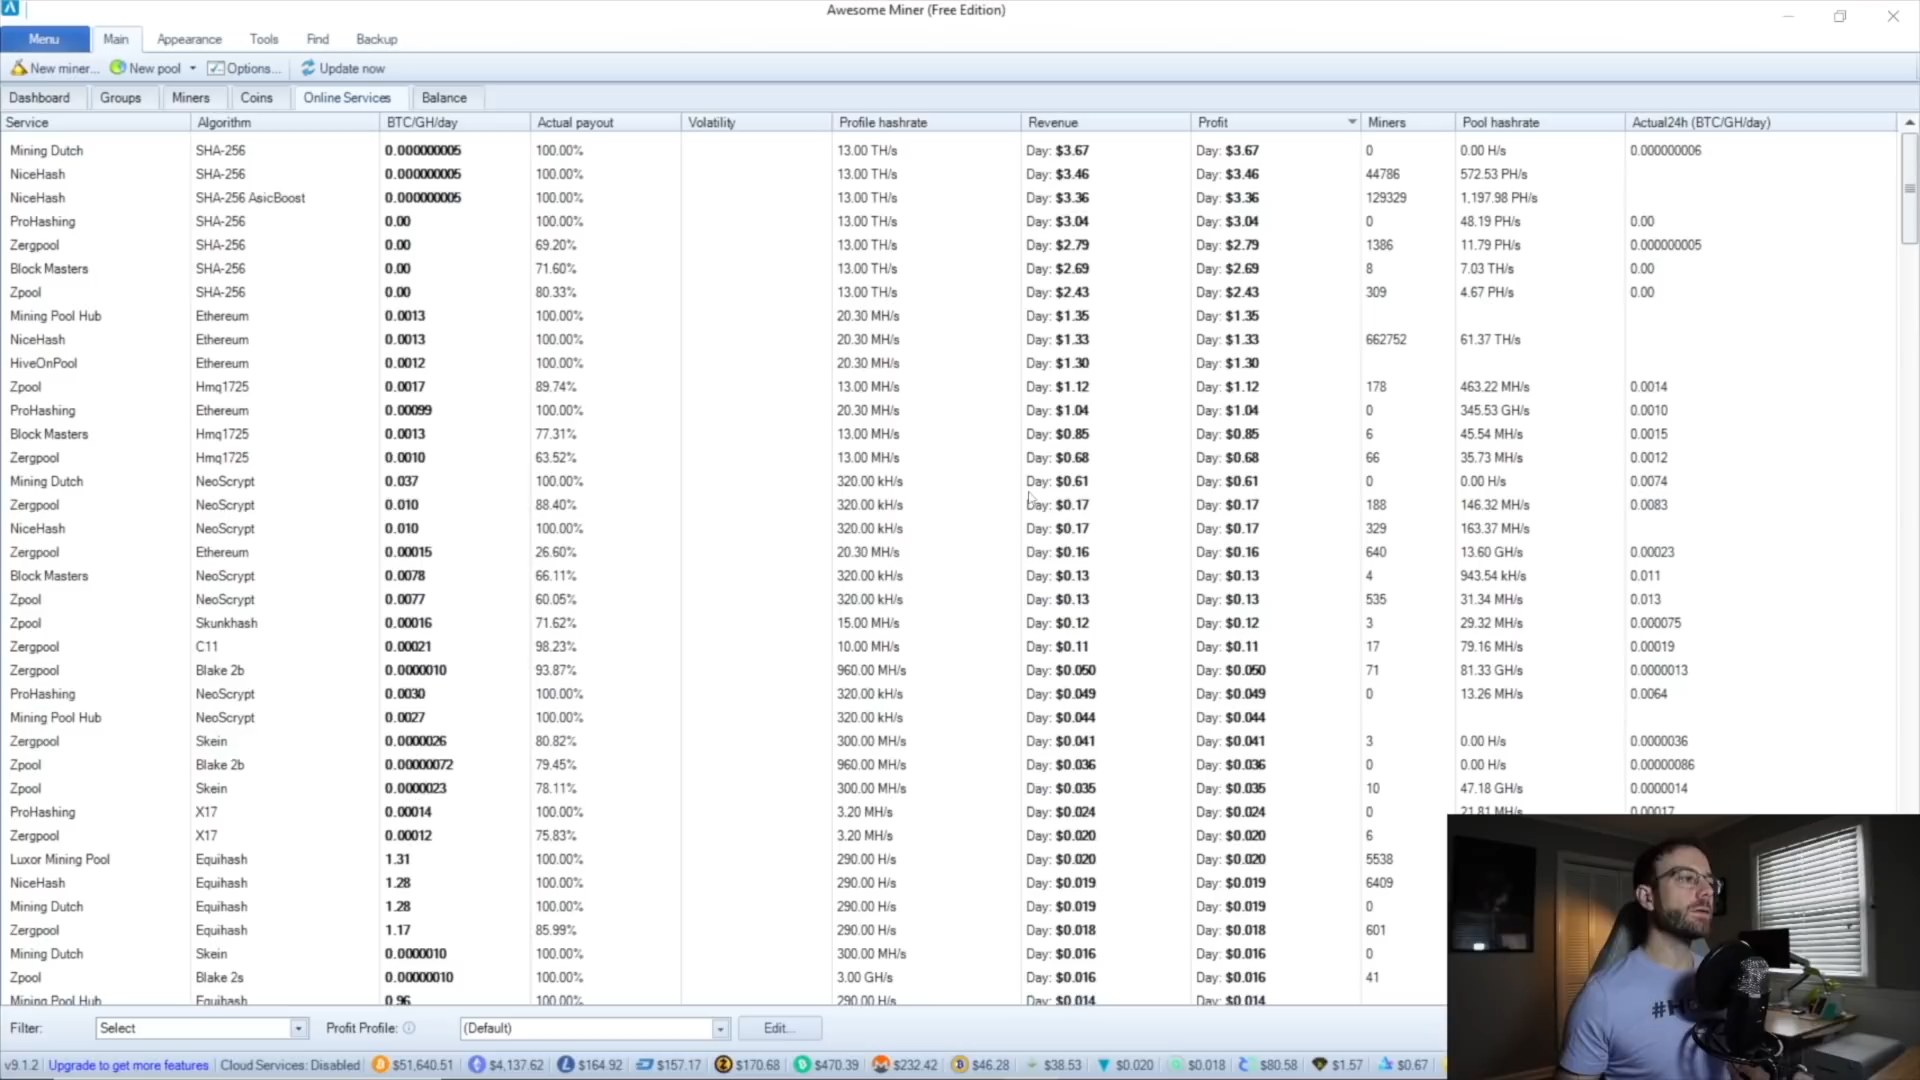 Awesome Miner (Free Edition)
Menu Main Appearance Tools Find Backup
New miner... New pool Options... Update now
Dashboard Groups Miners Coins Online Services Balance
Service Algorithm BTC/GH/day Actual payout Volatility Profile hashrate Revenue Profit Miners Pool hashrate Actual24h (BTC/GH/day)
Mining Dutch SHA-256 0.000000005 100.00% 13.00 TH/s Day: $3.67 Day: $3.67 0 0.00 H/s 0.000000006
NiceHash SHA-256 0.000000005 100.00% 13.00 TH/s Day: $3.46 Day: $3.46 44786 572.53 PH/s
NiceHash SHA-256 AsicBoost 0.000000005 100.00% 13.00 TH/s Day: $3.36 Day: $3.36 129329 1,197.98 PH/s
ProHashing SHA-256 0.00 100.00% 13.00 TH/s Day: $3.04 Day: $3.04 0 48.19 PH/s 0.00
Zergpool SHA-256 0.00 69.20% 13.00 TH/s Day: $2.79 Day: $2.79 1386 11.79 PH/s 0.000000005
Block Masters SHA-256 0.00 71.60% 13.00 TH/s Day: $2.69 Day: $2.69 8 7.03 TH/s 0.00
Zpool SHA-256 0.00 80.33% 13.00 TH/s Day: $2.43 Day: $2.43 309 4.67 PH/s 0.00
Mining Pool Hub Ethereum 0.0013 100.00% 20.30 MH/s Day: $1.35 Day: $1.35
NiceHash Ethereum 0.0013 100.00% 20.30 MH/s Day: $1.33 Day: $1.33 662752 61.37 TH/s
HiveOnPool Ethereum 0.0012 100.00% 20.30 MH/s Day: $1.30 Day: $1.30
Zpool Hmq1725 0.0017 89.74% 13.00 MH/s Day: $1.12 Day: $1.12 178 463.22 MH/s 0.0014
ProHashing Ethereum 0.00099 100.00% 20.30 MH/s Day: $1.04 Day: $1.04 0 345.53 GH/s 0.0010
Block Masters Hmq1725 0.0013 77.31% 13.00 MH/s Day: $0.85 Day: $0.85 6 45.54 MH/s 0.0015
Zergpool Hmq1725 0.0010 63.52% 13.00 MH/s Day: $0.68 Day: $0.68 66 35.73 MH/s 0.0012
Mining Dutch NeoScrypt 0.037 100.00% 320.00 kH/s Day: $0.61 Day: $0.61 0 0.00 H/s 0.0074
Zergpool NeoScrypt 0.010 88.40% 320.00 kH/s Day: $0.17 Day: $0.17 188 146.32 MH/s 0.0083
NiceHash NeoScrypt 0.010 100.00% 320.00 kH/s Day: $0.17 Day: $0.17 329 163.37 MH/s
Zergpool Ethereum 0.00015 26.60% 20.30 MH/s Day: $0.16 Day: $0.16 640 13.60 GH/s 0.00023
Block Masters NeoScrypt 0.0078 66.11% 320.00 kH/s Day: $0.13 Day: $0.13 4 943.54 kH/s 0.011
Zpool NeoScrypt 0.0077 60.05% 320.00 kH/s Day: $0.13 Day: $0.13 535 31.34 MH/s 0.013
Zpool Skunkhash 0.00016 71.62% 15.00 MH/s Day: $0.12 Day: $0.12 3 29.32 MH/s 0.000075
Zergpool C11 0.00021 98.23% 10.00 MH/s Day: $0.11 Day: $0.11 17 79.16 MH/s 0.00019
Zergpool Blake 2b 0.0000010 93.87% 960.00 MH/s Day: $0.050 Day: $0.050 71 81.33 GH/s 0.0000013
ProHashing NeoScrypt 0.0030 100.00% 320.00 kH/s Day: $0.049 Day: $0.049 0 13.26 MH/s 0.0064
Mining Pool Hub NeoScrypt 0.0027 100.00% 320.00 kH/s Day: $0.044 Day: $0.044
Zergpool Skein 0.0000026 80.82% 300.00 MH/s Day: $0.041 Day: $0.041 3 0.00 H/s 0.0000036
Zpool Blake 2b 0.00000072 79.45% 960.00 MH/s Day: $0.036 Day: $0.036 0 0.00 H/s 0.00000086
Zpool Skein 0.0000023 78.11% 300.00 MH/s Day: $0.035 Day: $0.035 10 47.18 GH/s 0.0000014
ProHashing X17 0.00014 100.00% 3.20 MH/s Day: $0.024 Day: $0.024 0 21.81 MH/s 0.00017
Zergpool X17 0.00012 75.83% 3.20 MH/s Day: $0.020 Day: $0.020 6
Luxor Mining Pool Equihash 1.31 100.00% 290.00 H/s Day: $0.020 Day: $0.020 5538
NiceHash Equihash 1.28 100.00% 290.00 H/s Day: $0.019 Day: $0.019 6409
Mining Dutch Equihash 1.28 100.00% 290.00 H/s Day: $0.019 Day: $0.019 0
Zergpool Equihash 1.17 85.99% 290.00 H/s Day: $0.018 Day: $0.018 601
Mining Dutch Skein 0.0000010 100.00% 300.00 MH/s Day: $0.016 Day: $0.016 0
Zpool Blake 2s 0.00000010 100.00% 3.00 GH/s Day: $0.016 Day: $0.016 41
Mining Pool Hub Equihash 0.96 100.00% 290.00 H/s Day: $0.014 Day: $0.014
Filter: Select Profit Profile: (Default) Edit...
v9.1.2 Upgrade to get more features Cloud Services: Disabled $51,640.51 $4,137.62 $164.92 $157.17 $170.68 $470.39 $232.42 $46.28 $38.53 $0.020 $0.018 $80.58 $1.57 $0.67